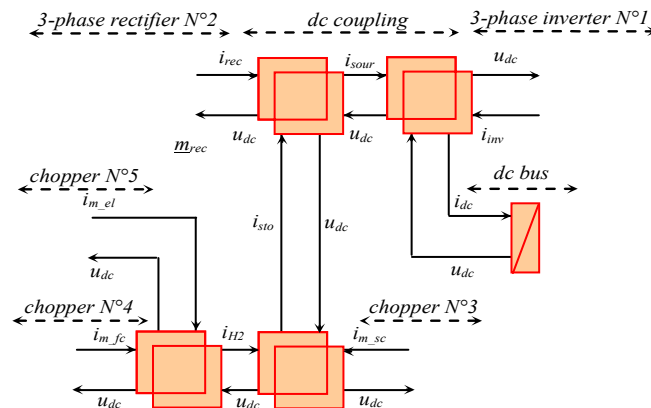 3-phase rectifier N°2 dc coupling 3-phase inverter N°1
i_rec i_sour u_dc
u_dc u_dc i_inv
m_rec
chopper N°5 dc bus
i_m_el i_dc
i_sto u_dc
u_dc u_dc
chopper N°4 chopper N°3
i_m_fc i_H2 i_m_sc
u_dc u_dc u_dc